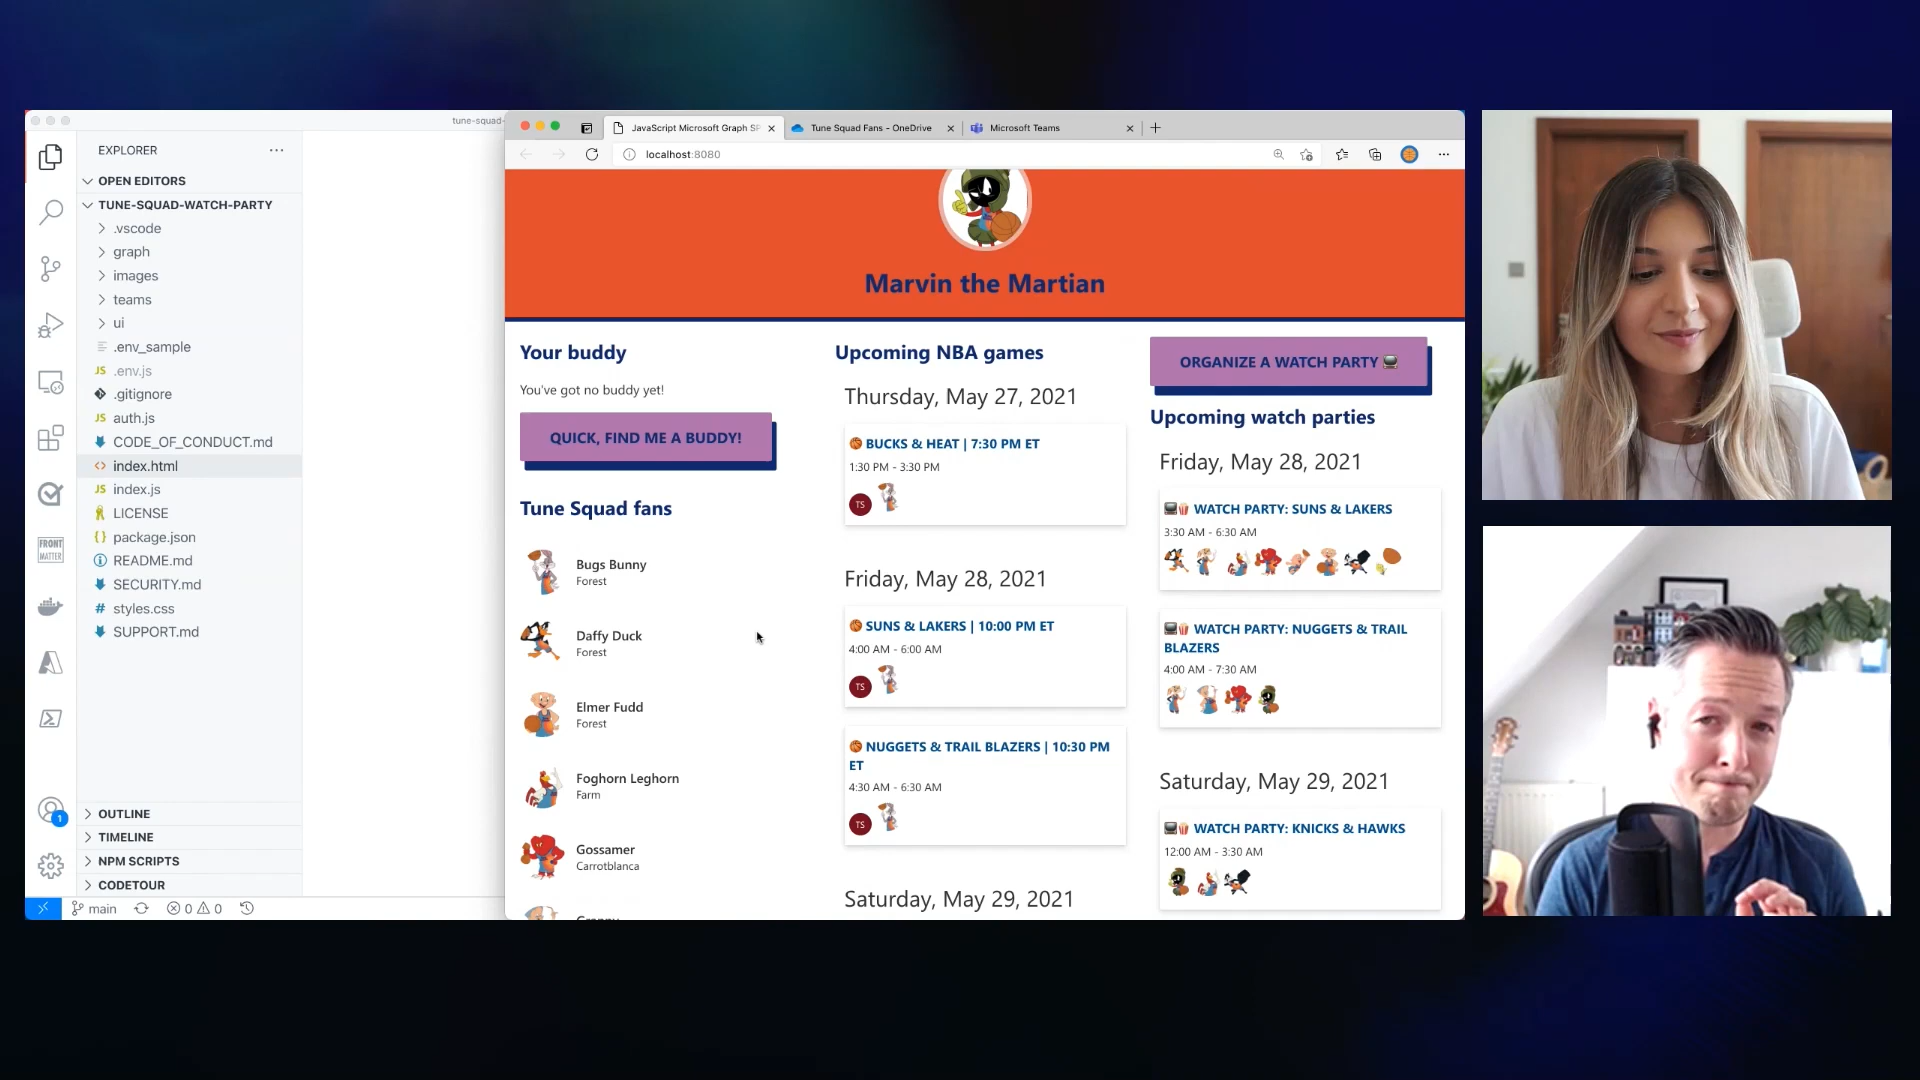 tune-squad-
EXPLORER
OPEN EDITORS
TUNE-SQUAD-WATCH-PARTY
.vscode
graph
images
teams
ui
.env_sample
JS .env.js
.gitignore
JS auth.js
CODE_OF_CONDUCT.md
<> index.html
JS index.js
LICENSE
{} package.json
README.md
SECURITY.md
# styles.css
SUPPORT.md
FRONT
MATTER
1
OUTLINE
TIMELINE
NPM SCRIPTS
CODETOUR
main
0 0
JavaScript Microsoft Graph SP
Tune Squad Fans - OneDrive
Microsoft Teams
localhost:8080
Marvin the Martian
Your buddy
You've got no buddy yet!
QUICK, FIND ME A BUDDY!
Tune Squad fans
Bugs Bunny
Forest
Daffy Duck
Forest
Elmer Fudd
Forest
Foghorn Leghorn
Farm
Gossamer
Carrotblanca
Upcoming NBA games
Thursday, May 27, 2021
BUCKS & HEAT | 7:30 PM ET
1:30 PM - 3:30 PM
TS
Friday, May 28, 2021
SUNS & LAKERS | 10:00 PM ET
4:00 AM - 6:00 AM
TS
NUGGETS & TRAIL BLAZERS | 10:30 PM
ET
4:30 AM - 6:30 AM
TS
Saturday, May 29, 2021
ORGANIZE A WATCH PARTY
Upcoming watch parties
Friday, May 28, 2021
WATCH PARTY: SUNS & LAKERS
3:30 AM - 6:30 AM
WATCH PARTY: NUGGETS & TRAIL
BLAZERS
4:00 AM - 7:30 AM
Saturday, May 29, 2021
WATCH PARTY: KNICKS & HAWKS
12:00 AM - 3:30 AM